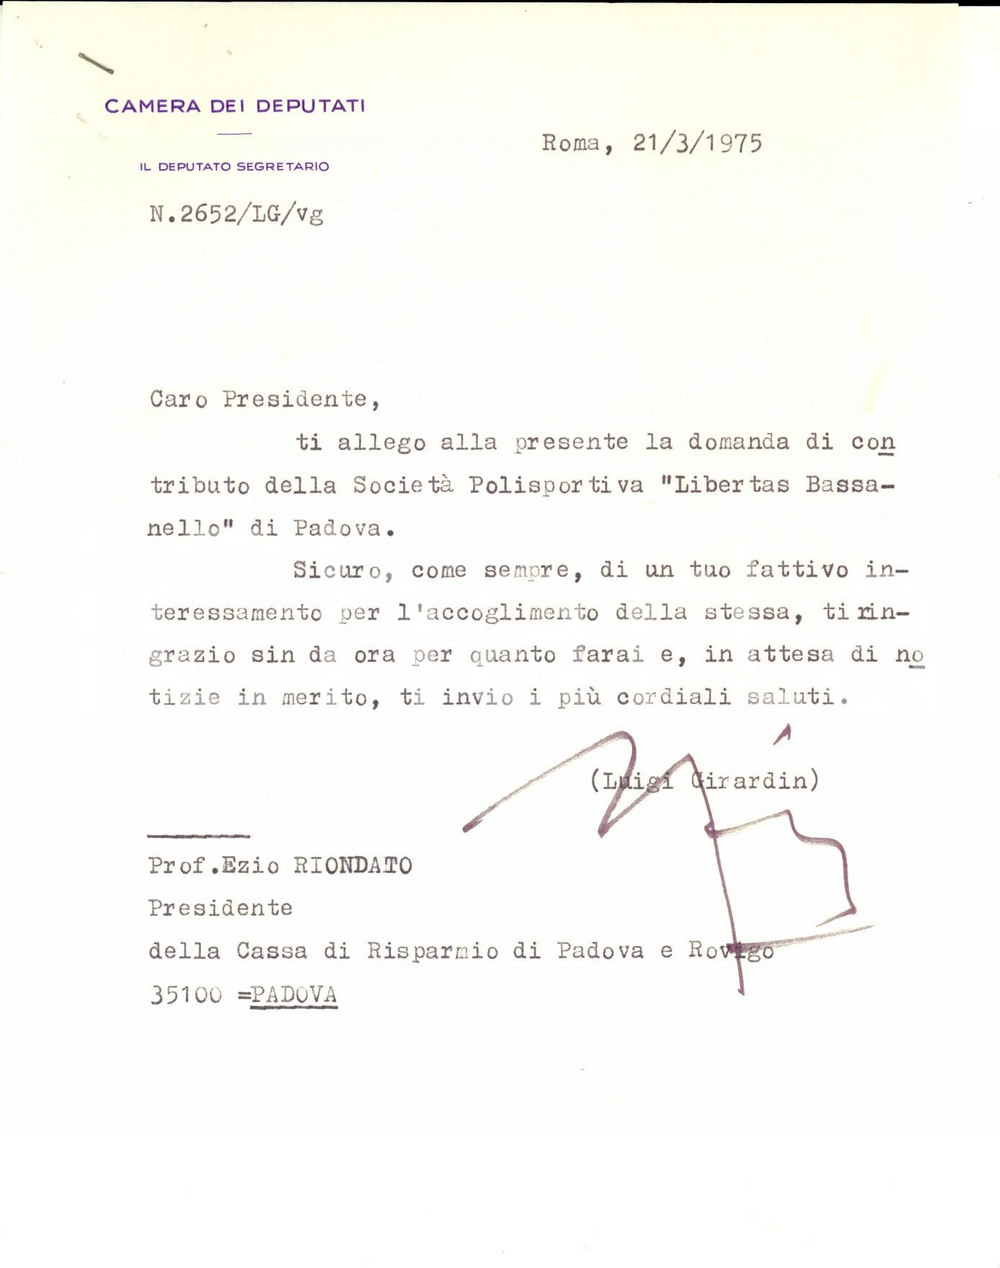 CAMERA DEI DEPUTATI
IL DEPUTATO SEGRETARIO
Roma, 21/3/1975
N.2652/LG/vg
Caro Presidente,
ti allego alla presente la domanda di con
tributo della Società Polisportiva "Libertas Bassa-
nello" di Padova.
Sicuro, come sempre, di un tuo fattivo in-
teressamento per l'accoglimento della stessa, ti rin-
grazio sin da ora per quanto farai e, in attesa di no
tizie in merito, ti invio i più cordiali saluti.
(Luigi Girardin)
Prof.Ezio RIONDATO
Presidente
della Cassa di Risparmio di Padova e Rovigo
35100 =PADOVA